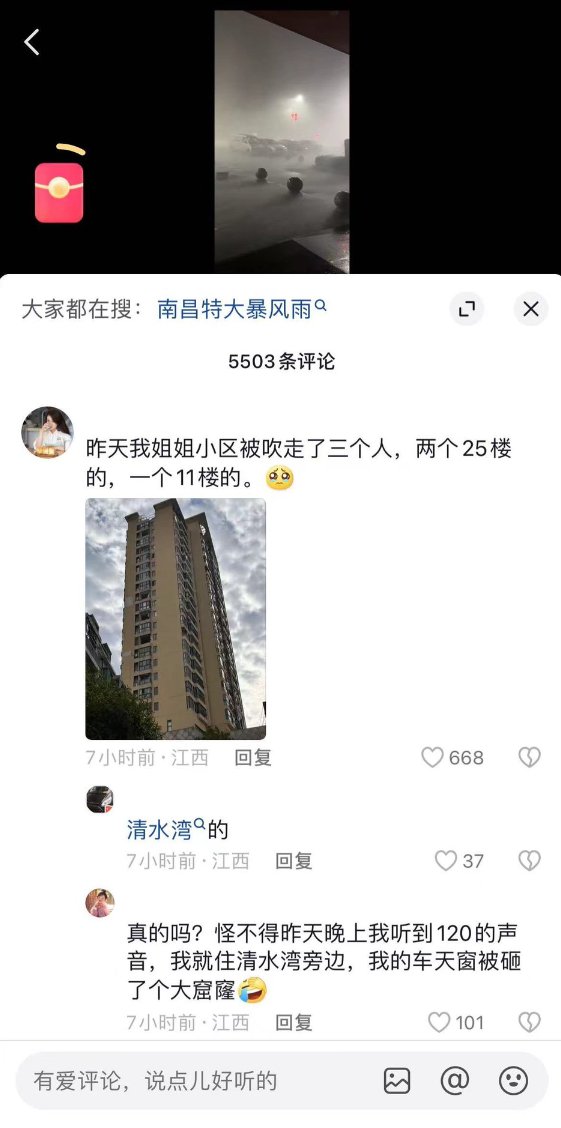 大家都在搜：南昌特大暴风雨
5503条评论
昨天我姐姐小区被吹走了三个人，两个25楼
的，一个11楼的。🥺
7小时前·江西 回复 668
清水湾的
7小时前·江西 回复 37
真的吗？怪不得昨天晚上我听到120的声
音，我就住清水湾旁边，我的车天窗被砸
了个大窟窿🤣
7小时前·江西 回复 101
有爱评论，说点儿好听的